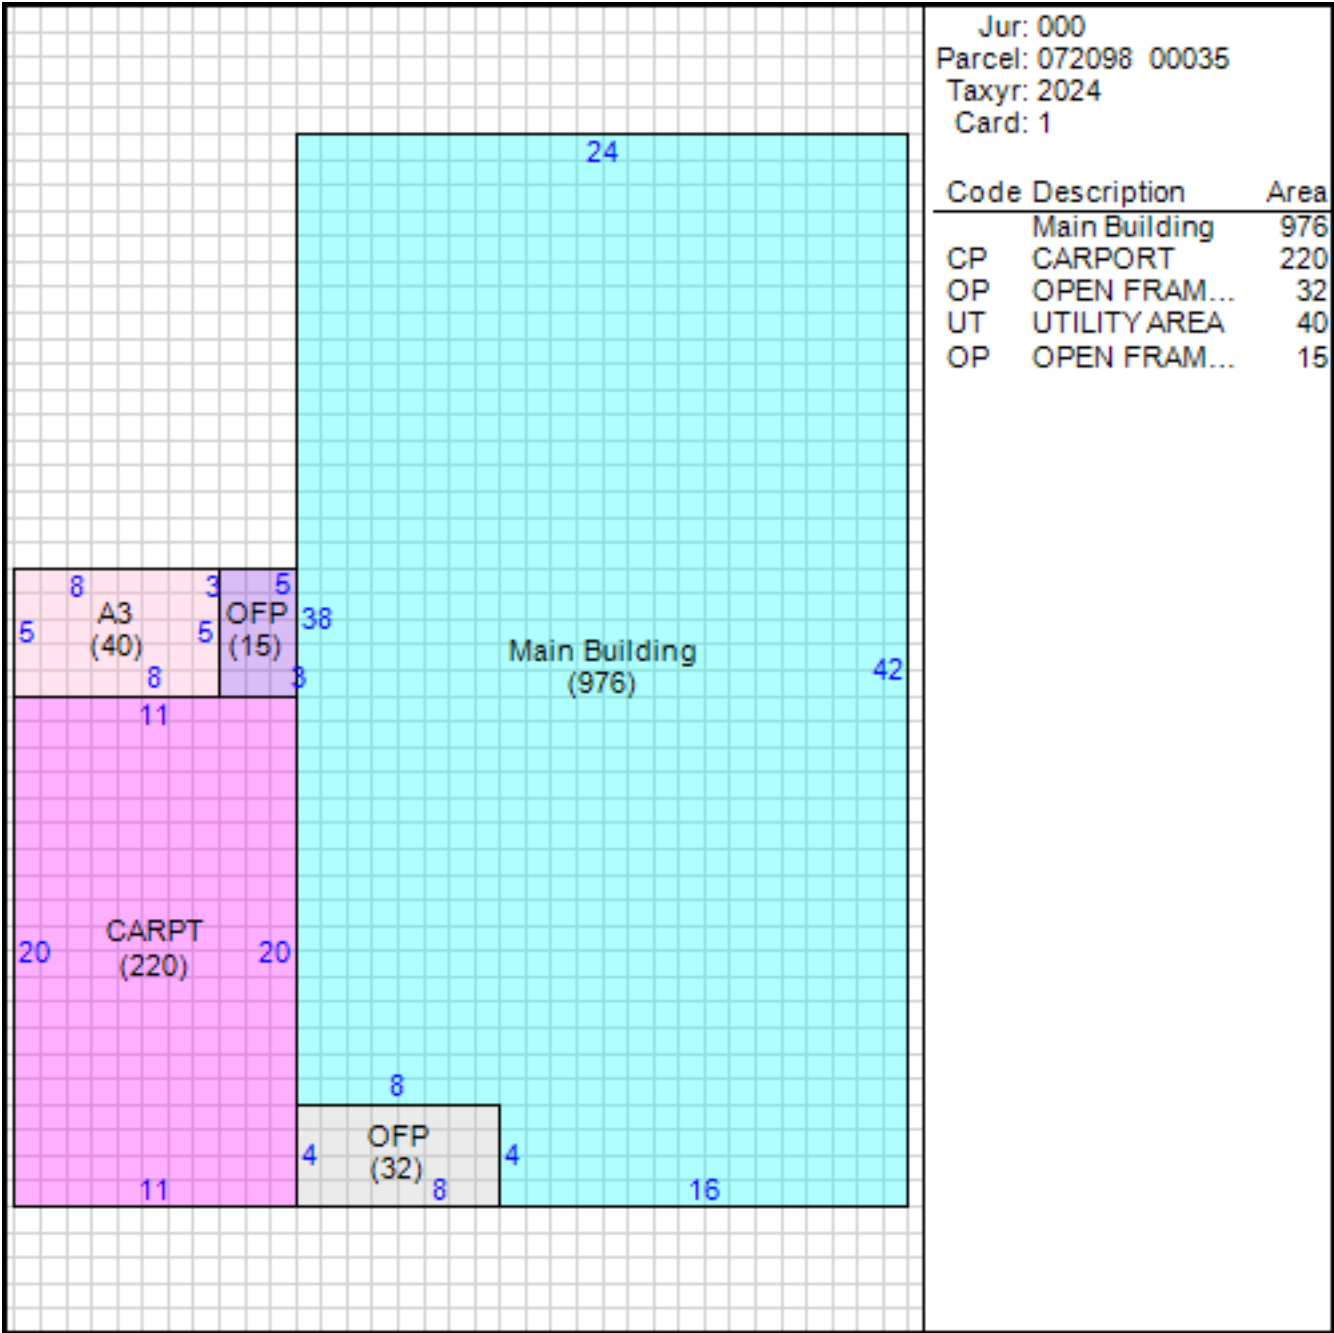 Jur: 000
Parcel: 072098 00035
Taxyr: 2024
Card: 1
Code Description Area
Main Building 976
CP CARPORT 220
OP OPEN FRAM... 32
UT UTILITY AREA 40
OP OPEN FRAM... 15
24
8 3 5
A3 OFP
5 5 38
(40) (15)
8 3
Main Building
(976)
42
11
CARPT
20 20
(220)
11
8
OFP
4 4
(32)
8
16